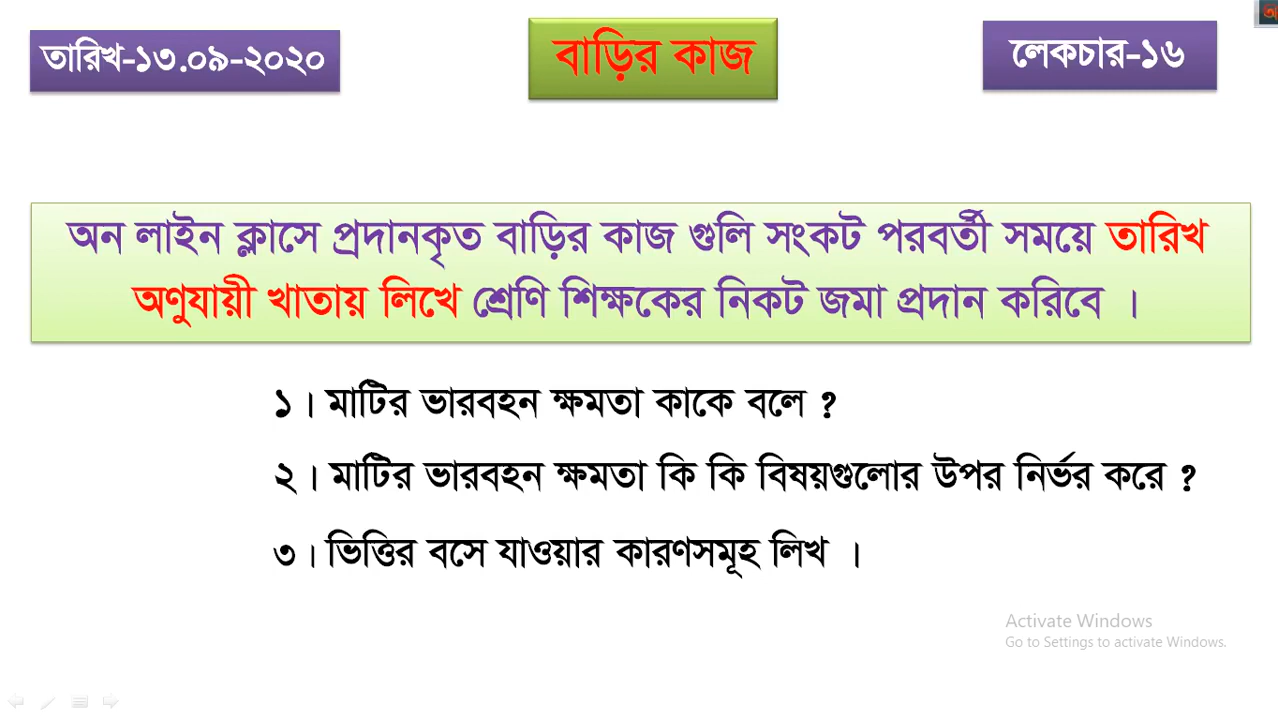 তারিখ-১৩.০৯-২০২০
বাড়ির কাজ
লেকচার-১৬
অন লাইন ক্লাসে প্রদানকৃত বাড়ির কাজ গুলি সংকট পরবর্তী সময়ে তারিখ
অণুযায়ী খাতায় লিখে শ্রেণি শিক্ষকের নিকট জমা প্রদান করিবে ।
১। মাটির ভারবহন ক্ষমতা কাকে বলে ?
২। মাটির ভারবহন ক্ষমতা কি কি বিষয়গুলোর উপর নির্ভর করে ?
৩। ভিত্তির বসে যাওয়ার কারণসমূহ লিখ ।
Activate Windows
Go to Settings to activate Windows.